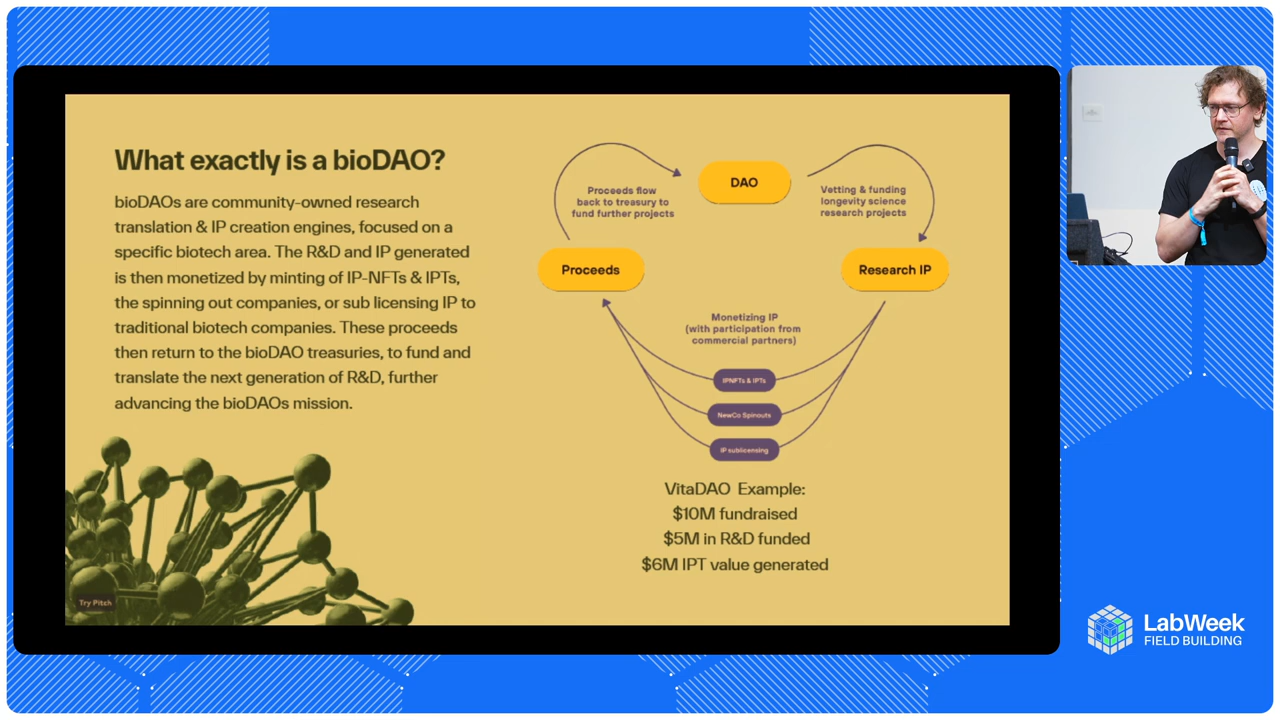 What exactly is a bioDAO?
bioDAOs are community-owned research
translation & IP creation engines, focused on a
specific biotech area. The R&D and IP generated
is then monetized by minting of IP-NFTs & IPTs,
the spinning out companies, or sub licensing IP to
traditional biotech companies. These proceeds
then return to the bioDAO treasuries, to fund and
translate the next generation of R&D, further
advancing the bioDAOs mission.
Try Pitch
DAO
Proceeds flow
back to treasury to
fund further projects
Vetting & funding
longevity science
research projects
Proceeds
Research IP
Monetizing IP
(with participation from
commercial partners)
IPNFTs & IPTs
NewCo Spinouts
IP sublicensing
VitaDAO Example:
$10M fundraised
$5M in R&D funded
$6M IPT value generated
LabWeek
FIELD BUILDING